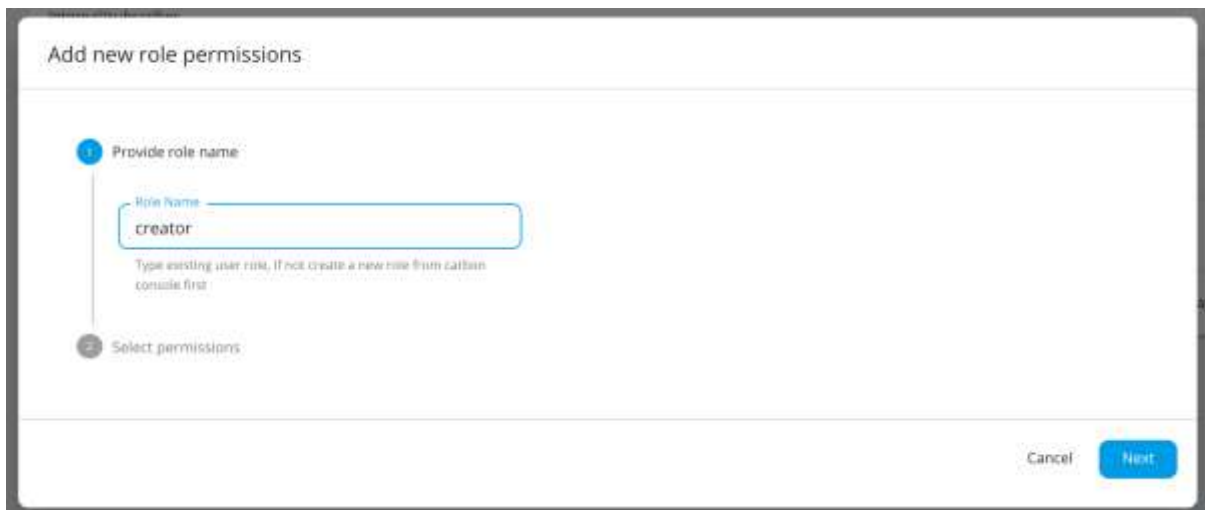 Add new role permissions
1
Provide role name
Role Name
creator
Type existing user role, If not create a new role from carbon
console first
2
Select permissions
Cancel
Next